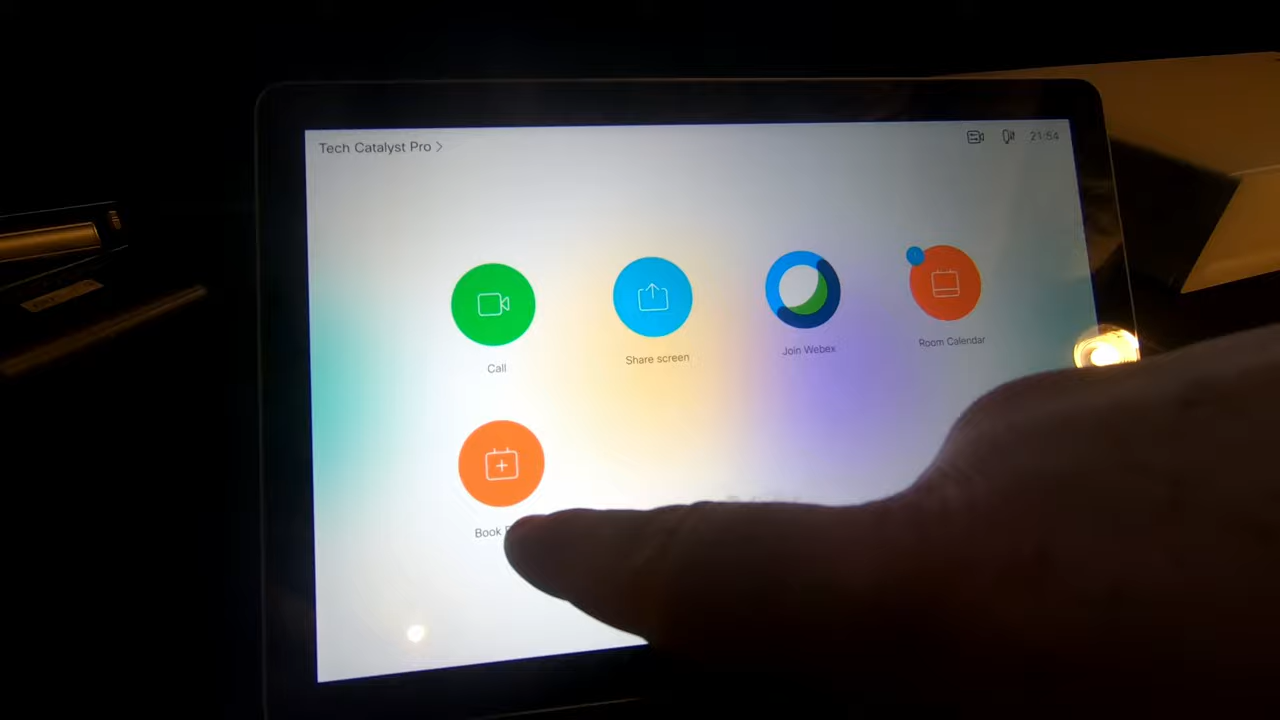 Tech Catalyst Pro
21:54
Call
Share screen
Join Webex
Room Calendar
Book